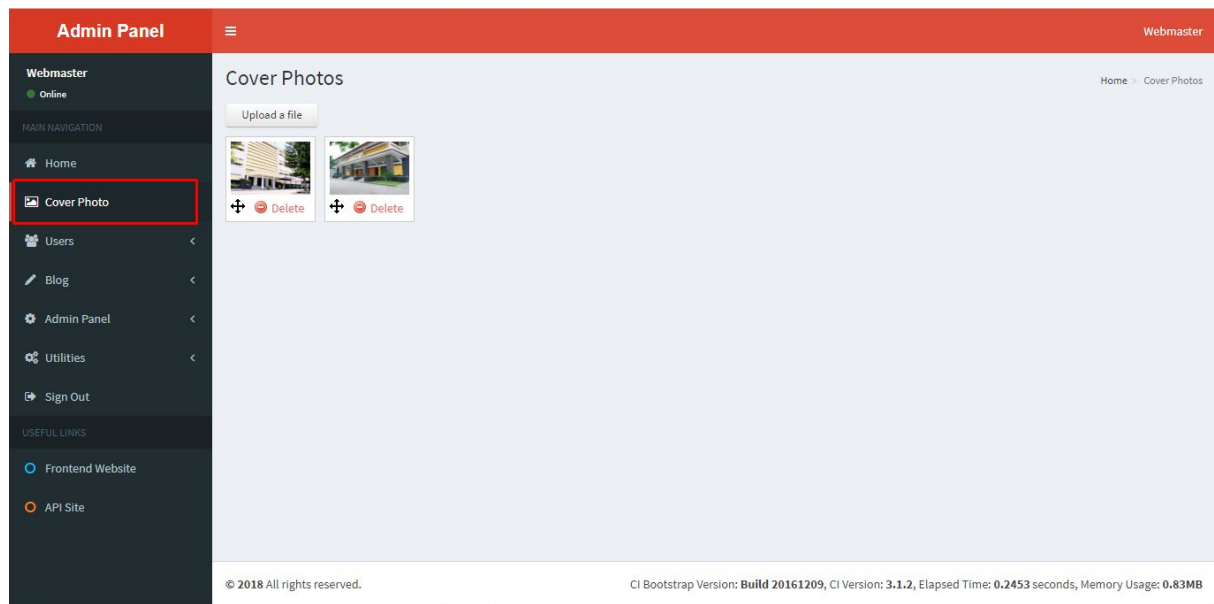 Admin Panel
Webmaster
Webmaster
Online
MAIN NAVIGATION
Home
Cover Photo
Users
Blog
Admin Panel
Utilities
Sign Out
USEFUL LINKS
Frontend Website
API Site
Cover Photos
Home > Cover Photos
Upload a file
Delete
Delete
© 2018 All rights reserved.
CI Bootstrap Version: Build 20161209, CI Version: 3.1.2, Elapsed Time: 0.2453 seconds, Memory Usage: 0.83MB